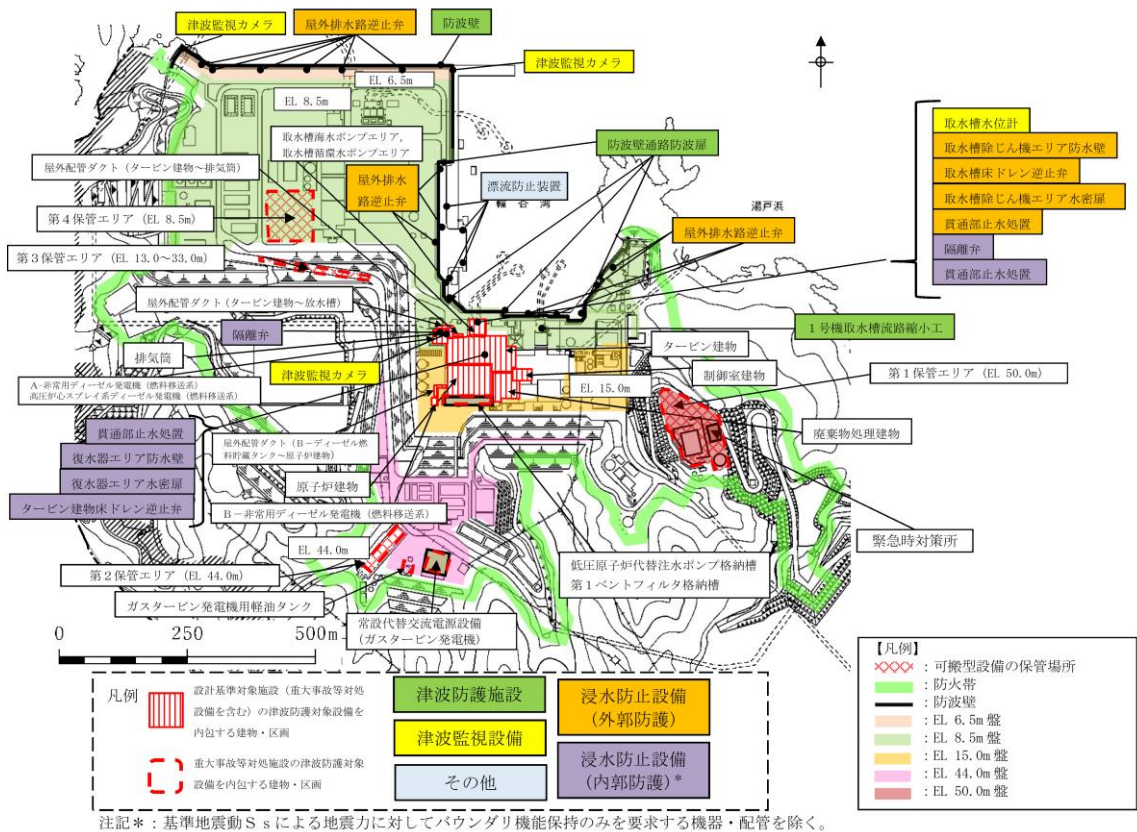 津波監視カメラ
屋外排水路逆止弁
防波壁
津波監視カメラ
EL 6.5m
EL 8.5m
取水槽海水ポンプエリア,
取水槽循環水ポンプエリア
防波壁通路防波扉
取水槽水位計
取水槽除じん機エリア防水壁
取水槽床ドレン逆止弁
取水槽除じん機エリア水密扉
貫通部止水処置
隔離弁
貫通部止水処置
屋外配管ダクト(タービン建物~排気筒)
屋外排水
路逆止弁
漂流防止装置
輪谷湾
湯戸浜
第4保管エリア(EL 8.5m)
屋外排水路逆止弁
第3保管エリア(EL 13.0~33.0m)
屋外配管ダクト(タービン建物~放水槽)
隔離弁
1号機取水槽流路縮小工
排気筒
タービン建物
津波監視カメラ
制御室建物
第1保管エリア(EL 50.0m)
A-非常用ディーゼル発電機(燃料移送系)
高圧炉心スプレイ系ディーゼル発電機(燃料移送系)
EL 15.0m
貫通部止水処置
復水器エリア防水壁
復水器エリア水密扉
タービン建物床ドレン逆止弁
屋外配管ダクト(B-ディーゼル燃
料貯蔵タンク~原子炉建物)
廃棄物処理建物
原子炉建物
B-非常用ディーゼル発電機(燃料移送系)
緊急時対策所
EL 44.0m
低圧原子炉代替注水ポンプ格納槽
第1ベントフィルタ格納槽
第2保管エリア(EL 44.0m)
ガスタービン発電機用軽油タンク
常設代替交流電源設備
(ガスタービン発電機)
0 250 500m
【凡例】
:可搬型設備の保管場所
:防火帯
:防波壁
:EL 6.5m 盤
:EL 8.5m 盤
:EL 15.0m 盤
:EL 44.0m 盤
:EL 50.0m 盤
凡例
設計基準対象施設(重大事故等対処
設備を含む)の津波防護対象設備を
内包する建物・区画
重大事故等対処施設の津波防護対象
設備を内包する建物・区画
津波防護施設
津波監視設備
その他
浸水防止設備
(外郭防護)
浸水防止設備
(内郭防護)*
注記*:基準地震動Ssによる地震力に対してバウンダリ機能保持のみを要求する機器・配管を除く。